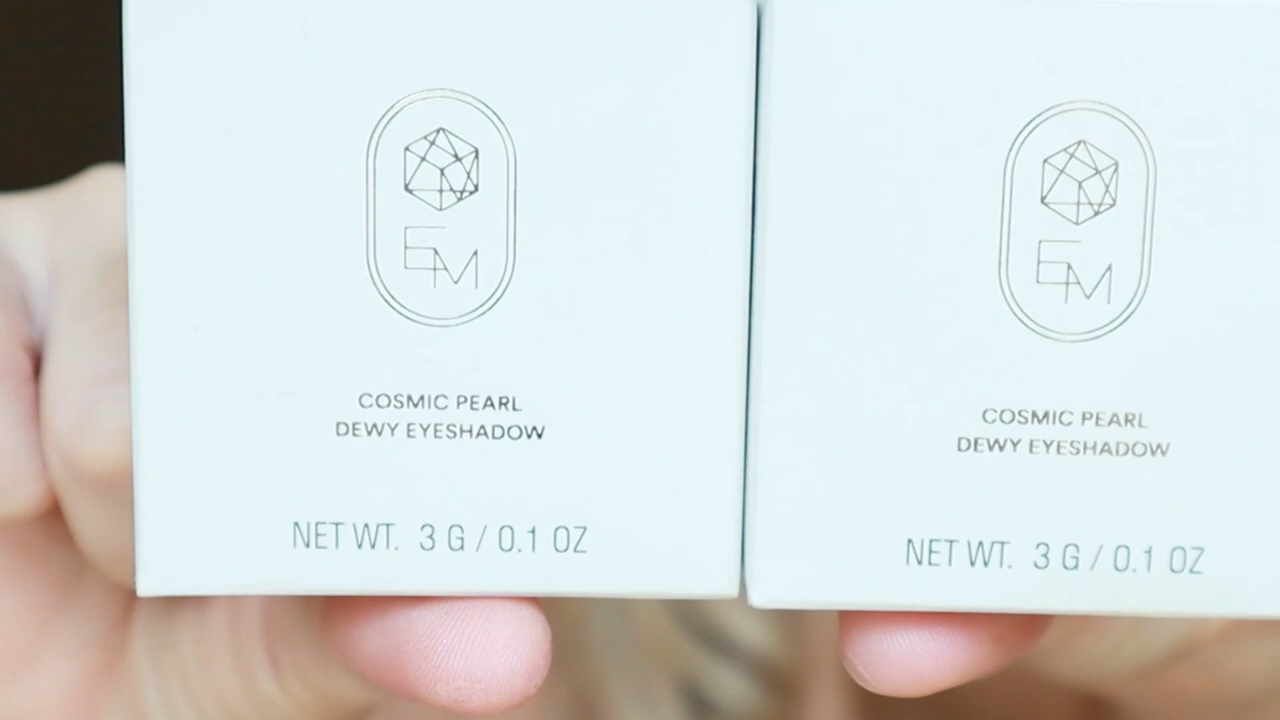 EM
COSMIC PEARL
DEWY EYESHADOW
NET WT. 3 G / 0.1 OZ
EM
COSMIC PEARL
DEWY EYESHADOW
NET WT. 3 G / 0.1 OZ